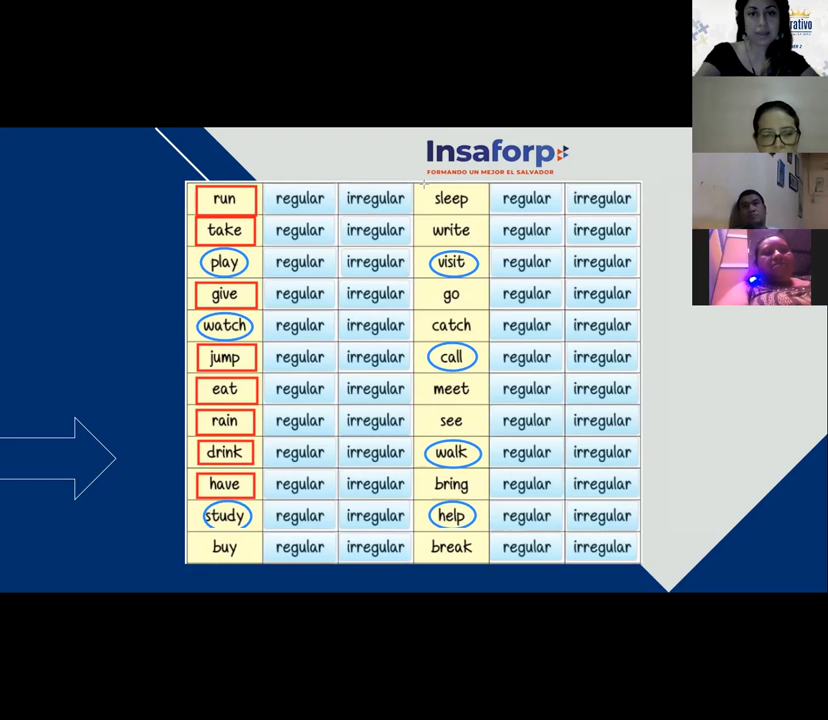 rativo
Insaforp
FORMANDO UN MEJOR EL SALVADOR
run regular irregular sleep regular irregular
take regular irregular write regular irregular
play regular irregular visit regular irregular
give regular irregular go regular irregular
watch regular irregular catch regular irregular
jump regular irregular call regular irregular
eat regular irregular meet regular irregular
rain regular irregular see regular irregular
drink regular irregular walk regular irregular
have regular irregular bring regular irregular
study regular irregular help regular irregular
buy regular irregular break regular irregular